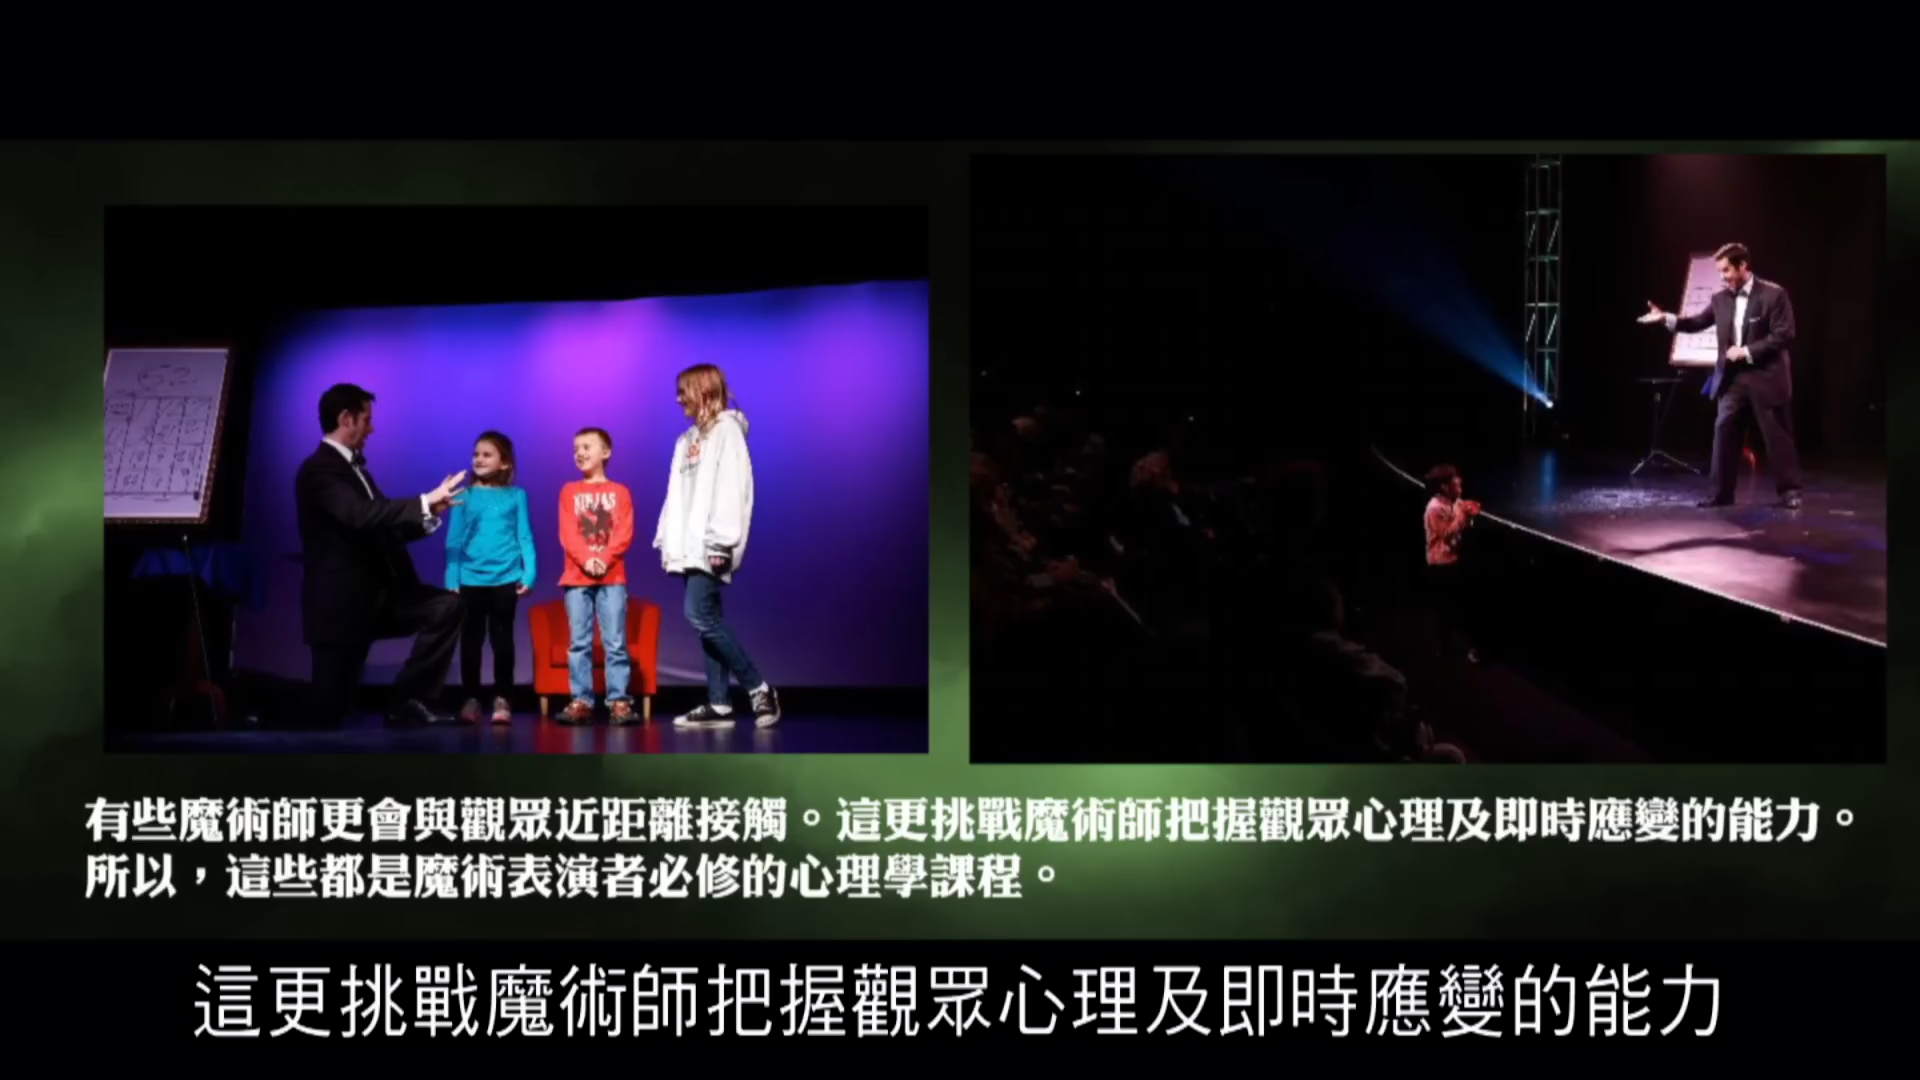 62
NINJAS
有些魔術師更會與觀眾近距離接觸。這更挑戰魔術師把握觀眾心理及即時應變的能力。
所以，這些都是魔術表演者必修的心理學課程。
這更挑戰魔術師把握觀眾心理及即時應變的能力